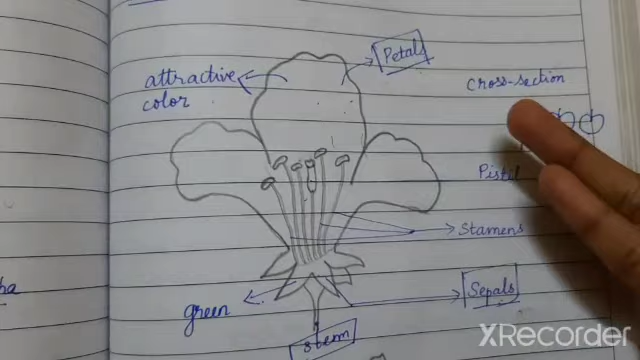 Petals
attractive
color
Cross-section
Pistil
Stamens
Sepals
green
stem
XRecorder